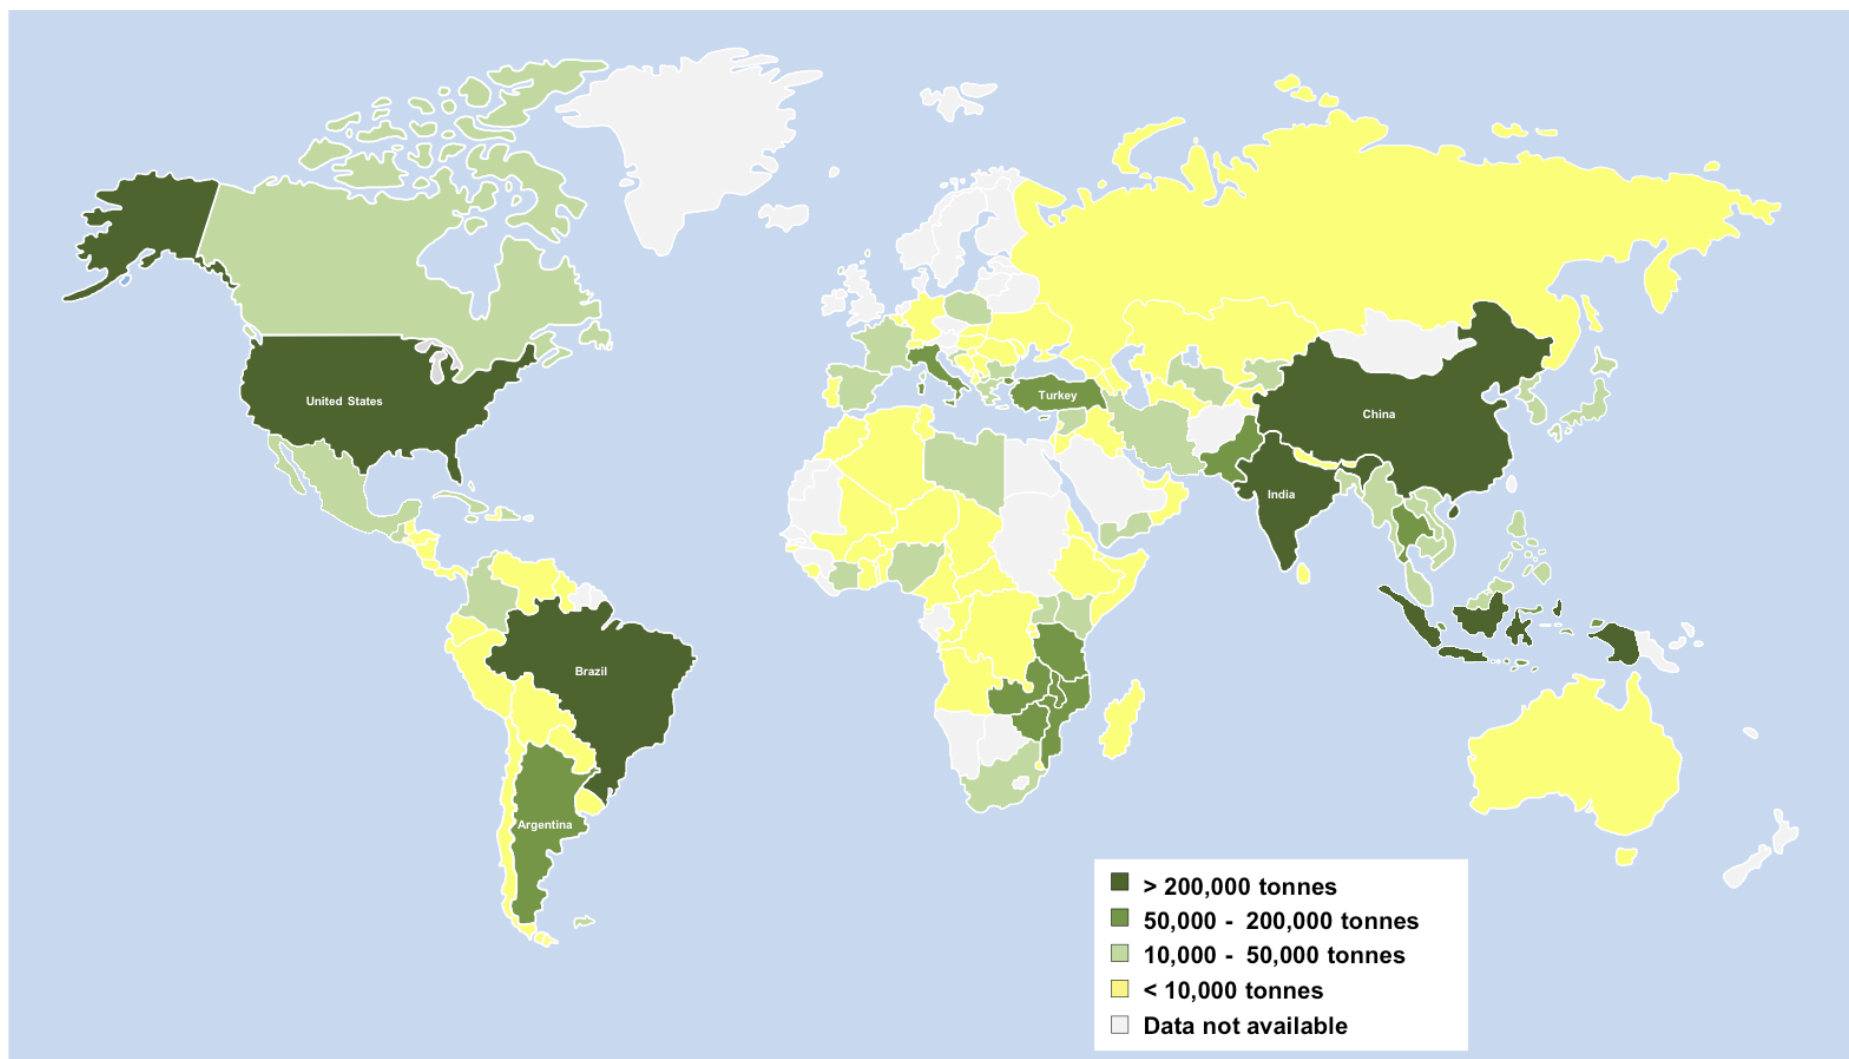 United States
Turkey
China
India
Brazil
Argentina
> 200,000 tonnes
50,000 - 200,000 tonnes
10,000 - 50,000 tonnes
< 10,000 tonnes
Data not available